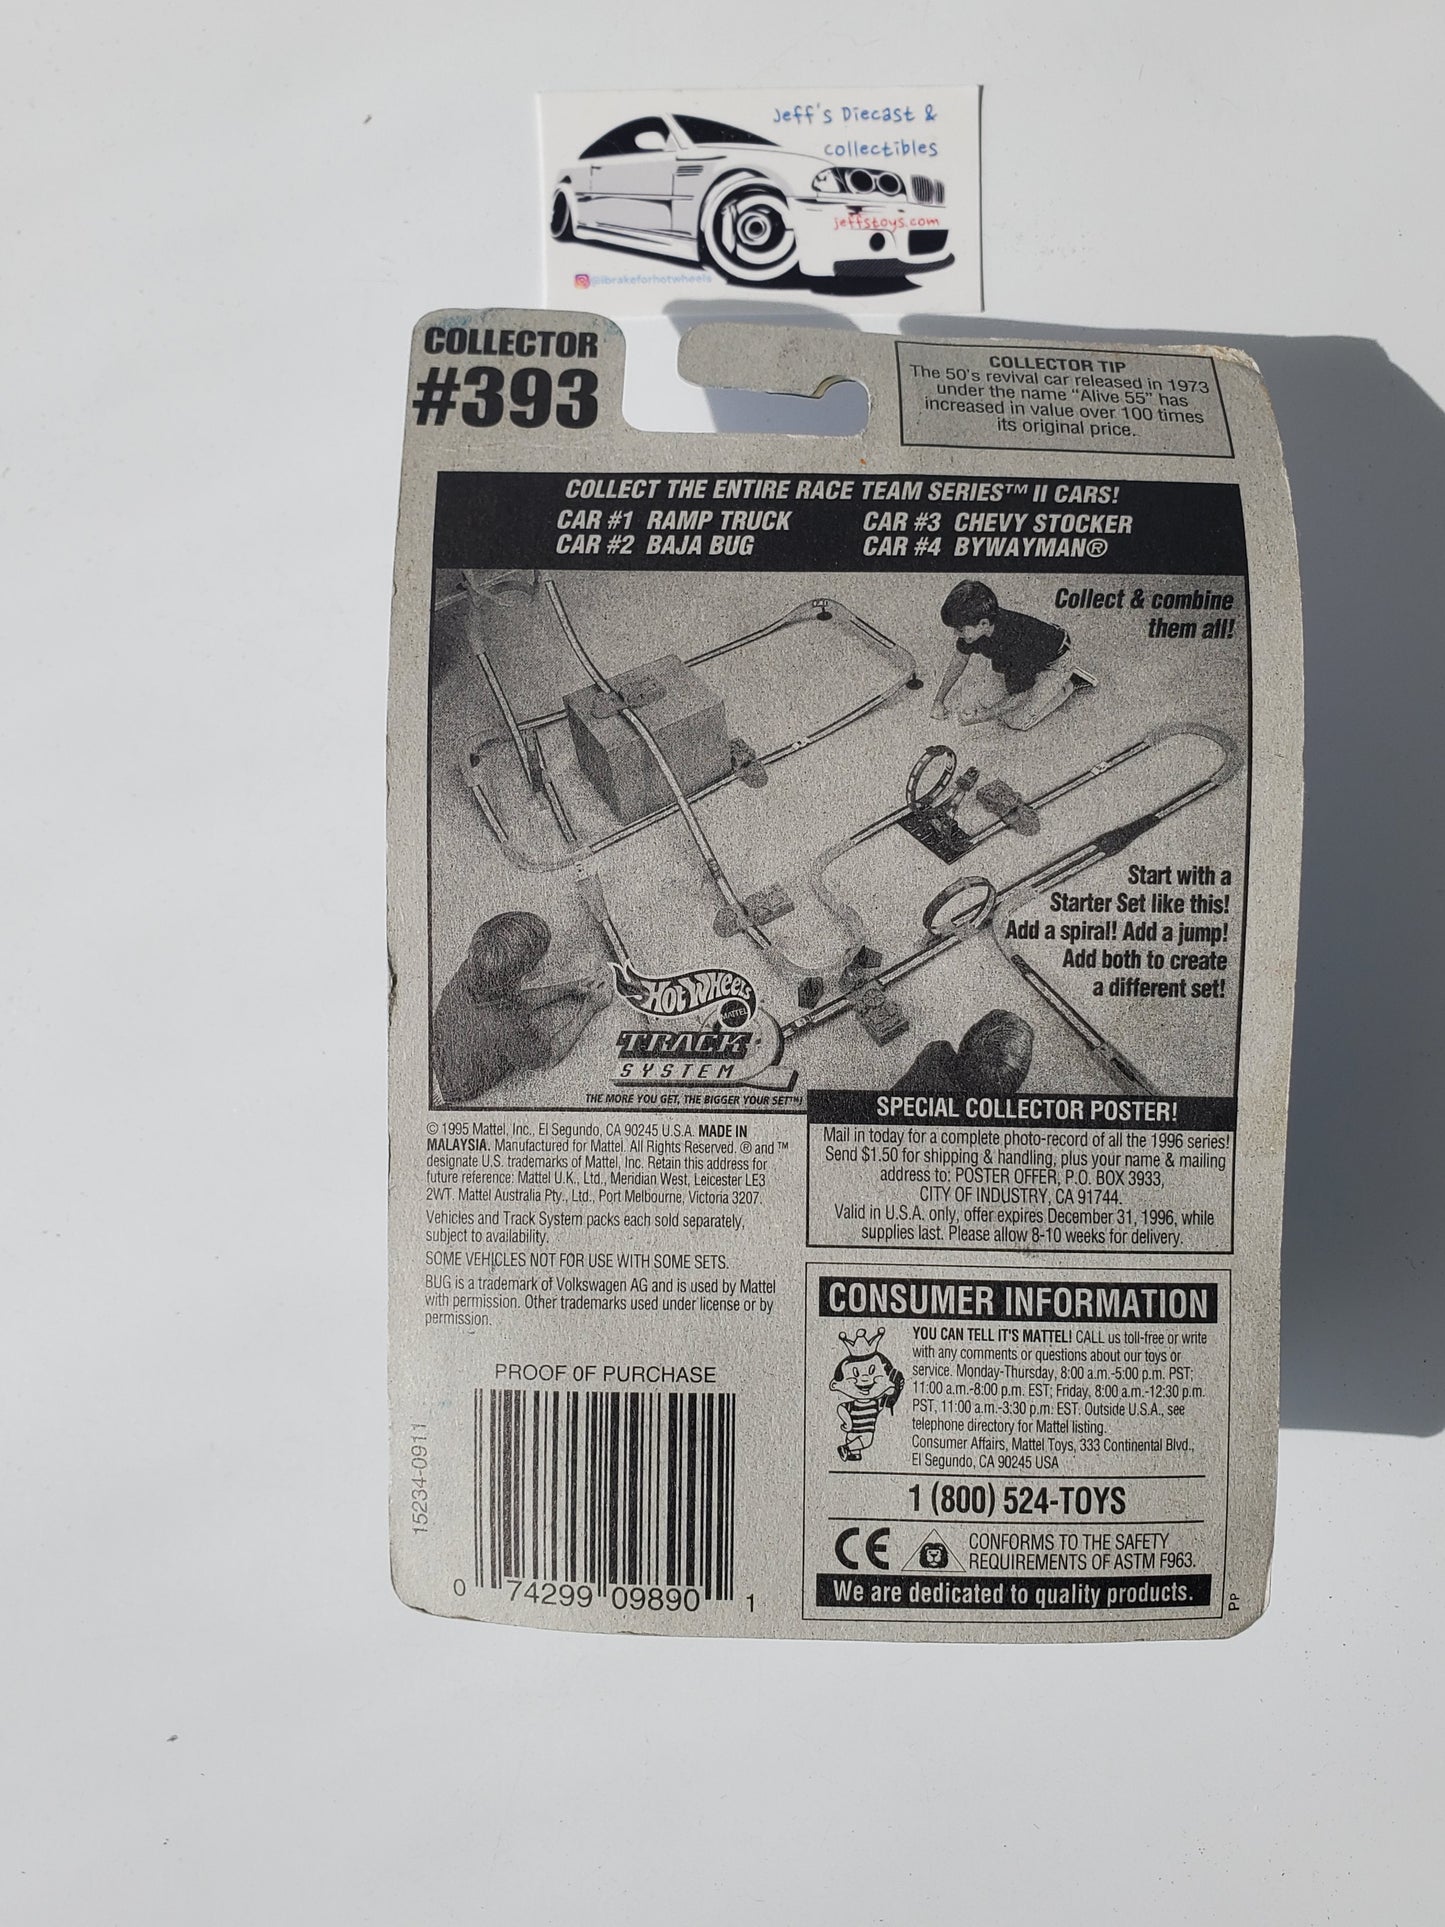 Jeff's Diecast &
collectibles
jeffstoys.com
@ibrakeforhotwheels
COLLECTOR
#393
COLLECTOR TIP
The 50's revival car released in 1973
under the name "Alive 55" has
increased in value over 100 times
its original price.
COLLECT THE ENTIRE RACE TEAM SERIES™ II CARS!
CAR #1 RAMP TRUCK
CAR #2 BAJA BUG
CAR #3 CHEVY STOCKER
CAR #4 BYWAYMAN®
Collect & combine
them all!
Start with a
Starter Set like this!
Add a spiral! Add a jump!
Add both to create
a different set!
HOT WHEELS
MATTEL
TRACK
SYSTEM
THE MORE YOU GET, THE BIGGER YOUR SET™!
© 1995 Mattel, Inc., El Segundo, CA 90245 U.S.A. MADE IN
MALAYSIA. Manufactured for Mattel. All Rights Reserved. ® and ™
designate U.S. trademarks of Mattel, Inc. Retain this address for
future reference: Mattel U.K., Ltd., Meridian West, Leicester LE3
2WT. Mattel Australia Pty., Ltd., Port Melbourne, Victoria 3207.
Vehicles and Track System packs each sold separately,
subject to availability.
SOME VEHICLES NOT FOR USE WITH SOME SETS.
BUG is a trademark of Volkswagen AG and is used by Mattel
with permission. Other trademarks used under license or by
permission.
SPECIAL COLLECTOR POSTER!
Mail in today for a complete photo-record of all the 1996 series!
Send $1.50 for shipping & handling, plus your name & mailing
address to: POSTER OFFER, P.O. BOX 3933,
CITY OF INDUSTRY, CA 91744.
Valid in U.S.A. only, offer expires December 31, 1996, while
supplies last. Please allow 8-10 weeks for delivery.
CONSUMER INFORMATION
YOU CAN TELL IT'S MATTEL! CALL us toll-free or write
with any comments or questions about our toys or
service. Monday-Thursday, 8:00 a.m.-5:00 p.m. PST;
11:00 a.m.-8:00 p.m. EST; Friday, 8:00 a.m.-12:30 p.m.
PST, 11:00 a.m.-3:30 p.m. EST. Outside U.S.A., see
telephone directory for Mattel listing.
Consumer Affairs, Mattel Toys, 333 Continental Blvd.,
El Segundo, CA 90245 USA
1 (800) 524-TOYS
CE
CONFORMS TO THE SAFETY
REQUIREMENTS OF ASTM F963.
We are dedicated to quality products.
PP
PROOF OF PURCHASE
15234-0911
0 74299 09890 1